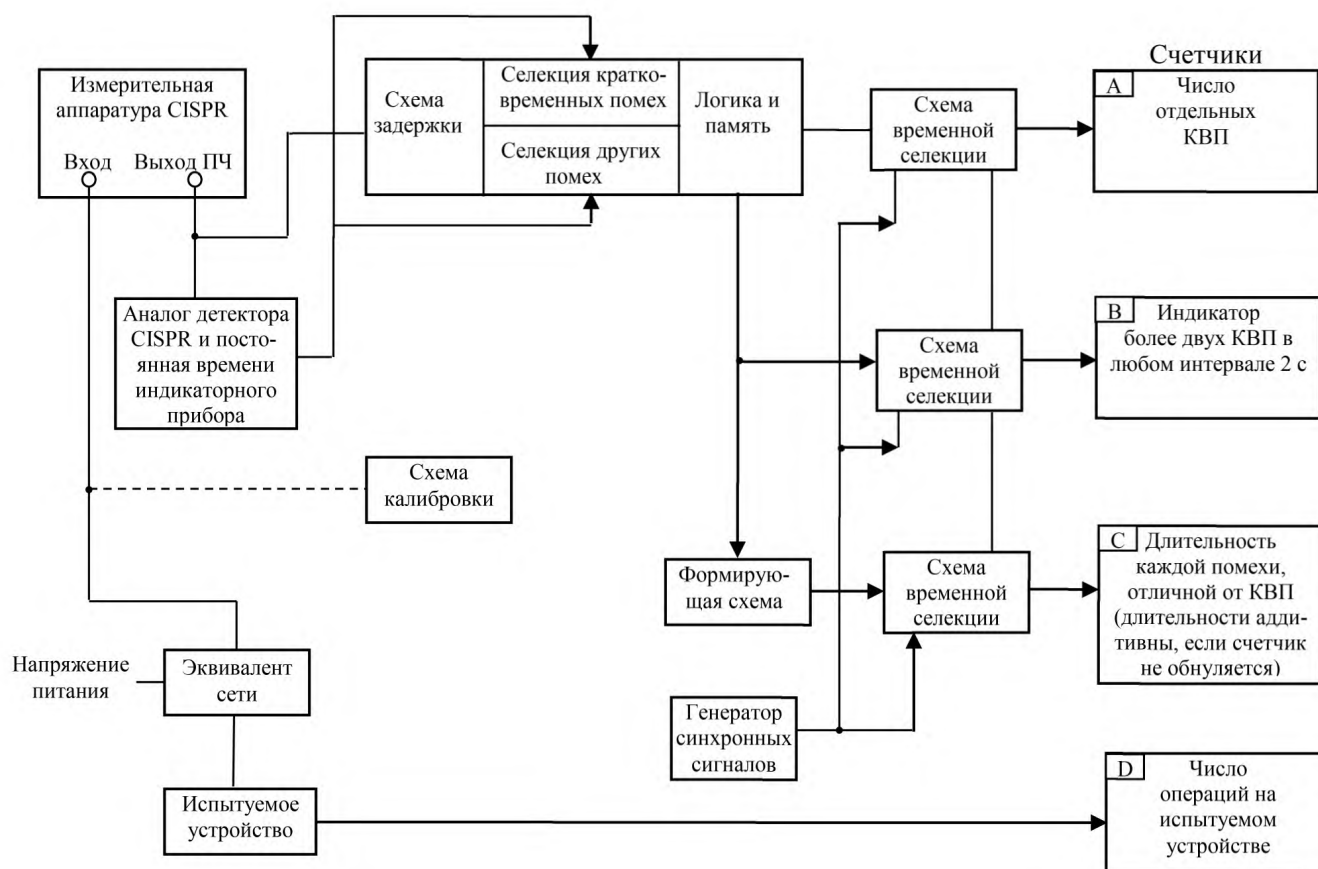 Счетчики
Измерительная
аппаратура CISPR
Вход
Выход ПЧ
Схема
задержки
Селекция кратко-
временных помех
Селекция других
помех
Логика и
память
Схема
временной
селекции
A
Число
отдельных
КВП
Аналог детектора
CISPR и посто-
янная времени
индикаторного
прибора
Схема
временной
селекции
B
Индикатор
более двух КВП в
любом интервале 2 с
Схема
калибровки
Формирую-
щая схема
Схема
временной
селекции
C
Длительность
каждой помехи,
отличной от КВП
(длительности адди-
тивны, если счетчик
не обнуляется)
Напряжение
питания
Эквивалент
сети
Генератор
синхронных
сигналов
Испытуемое
устройство
D
Число
операций на
испытуемом
устройстве